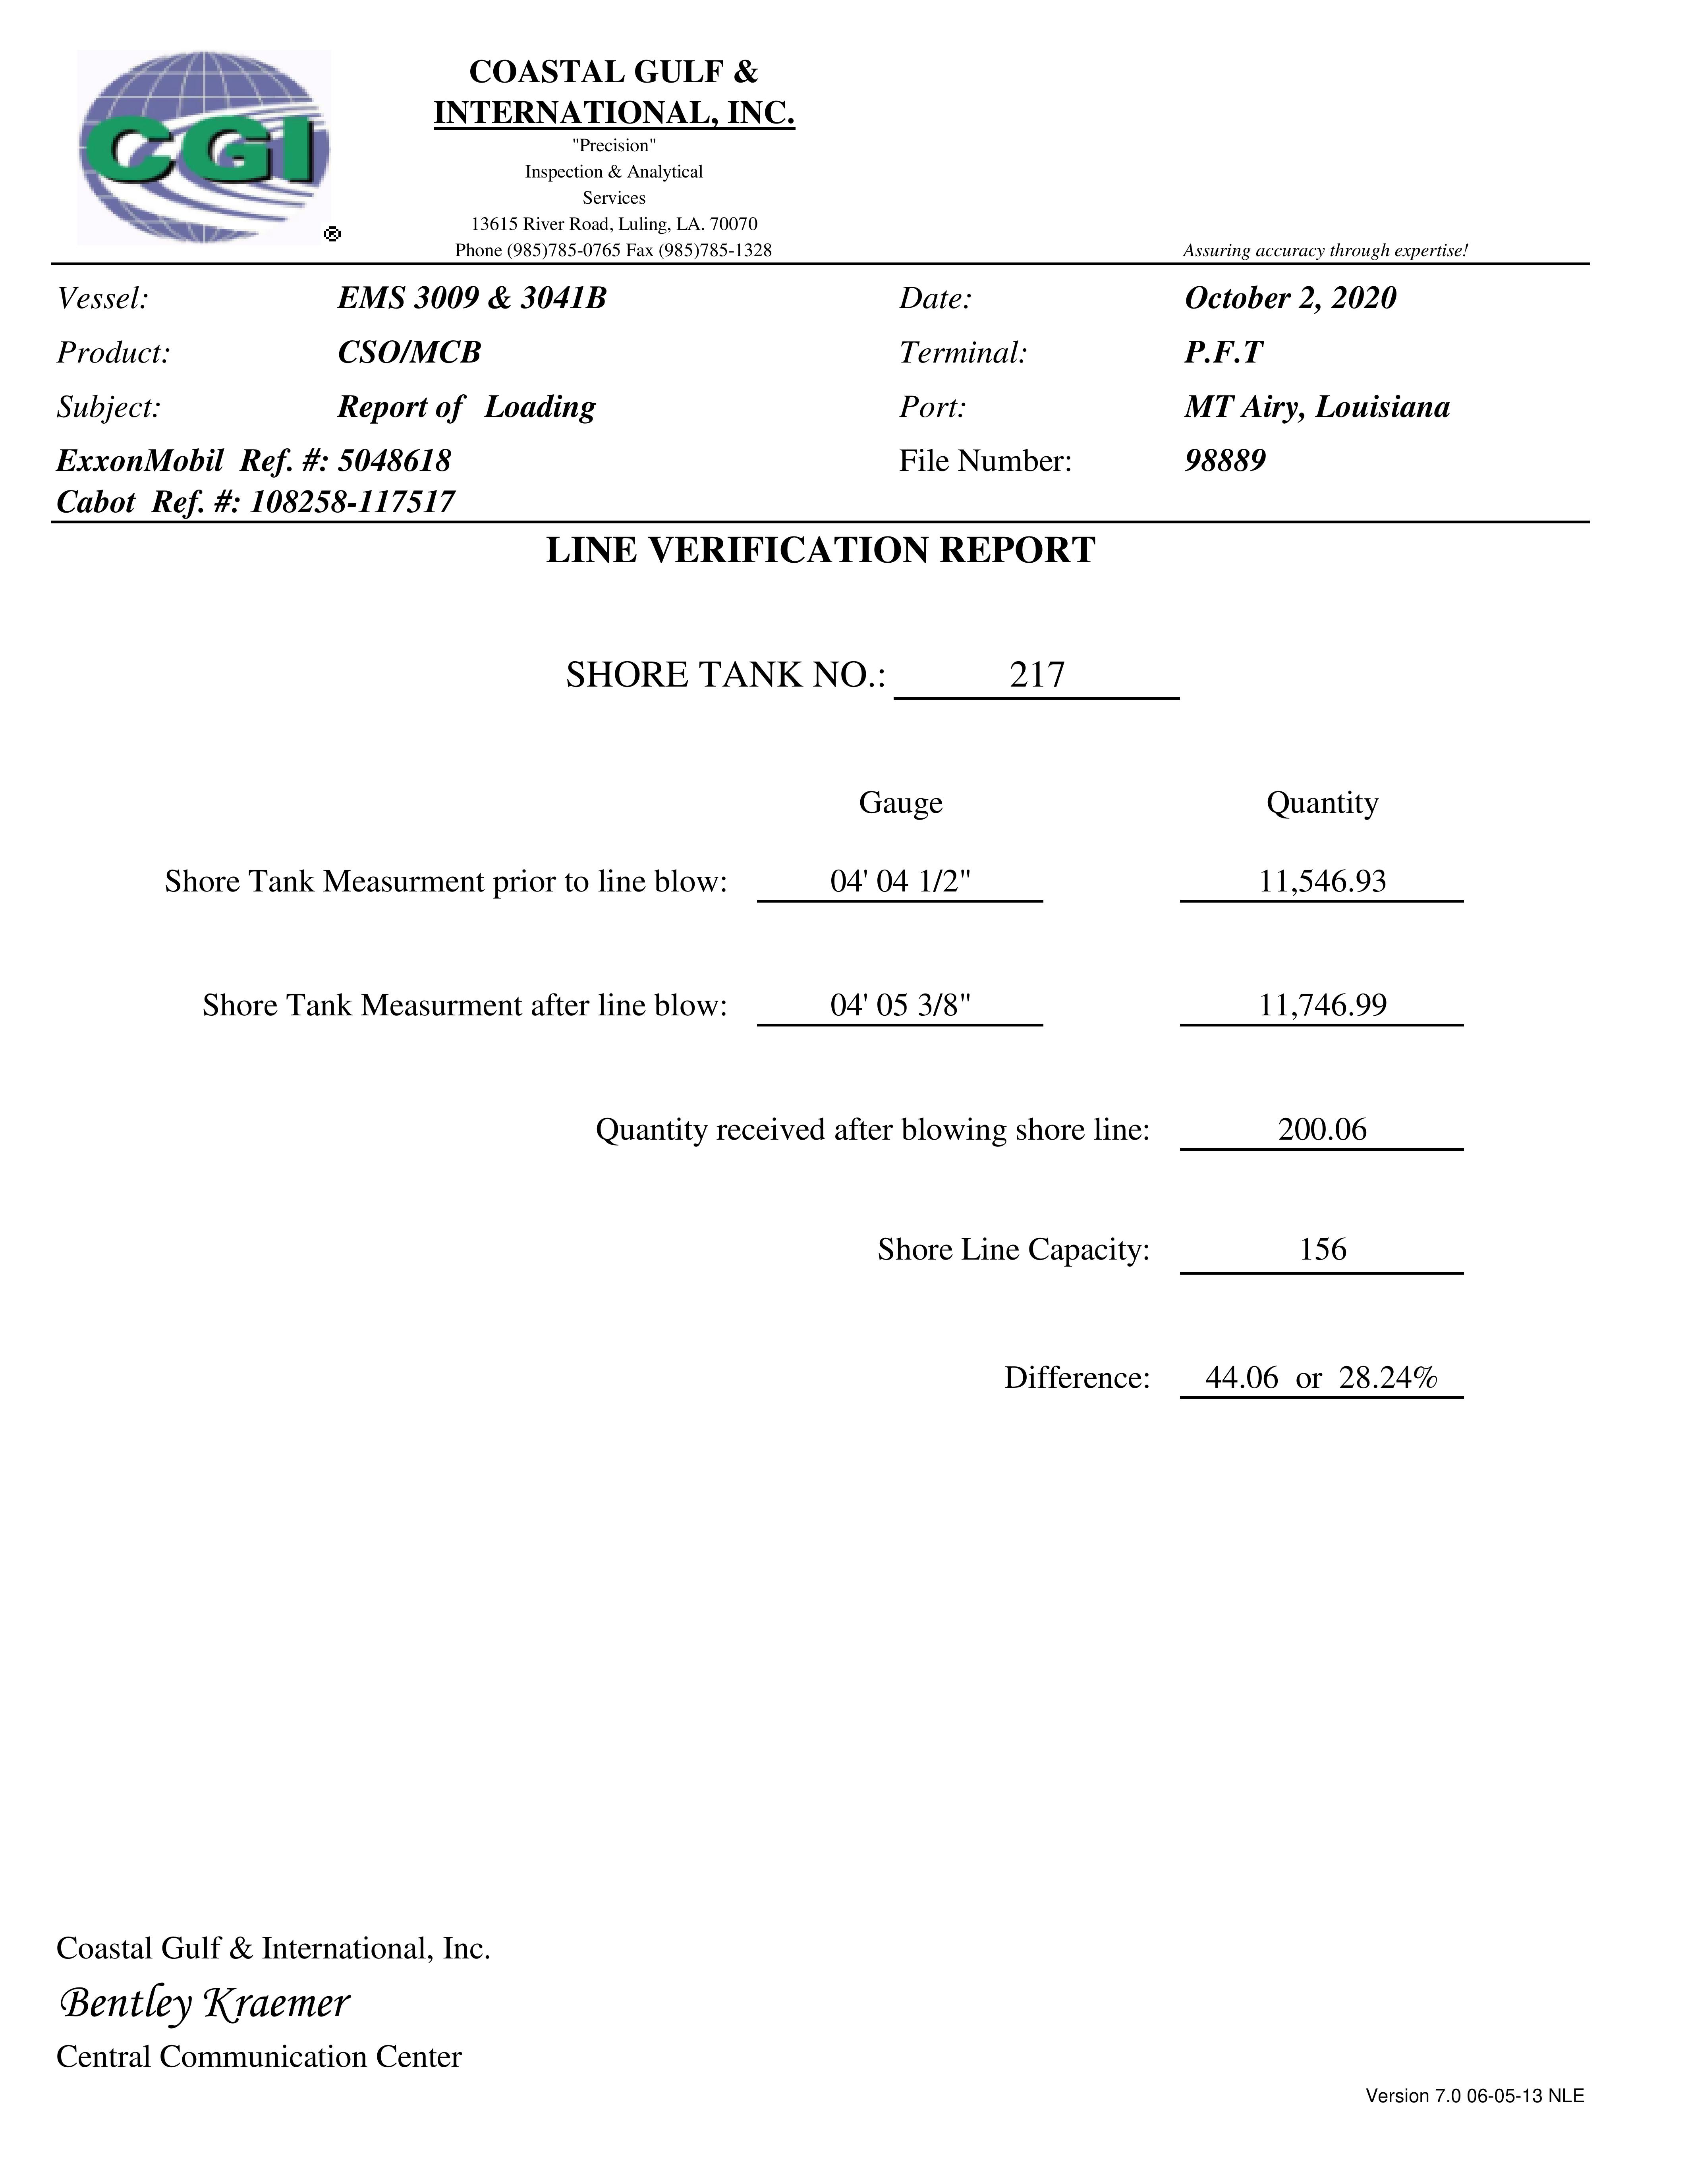 CGI
®
COASTAL GULF &
INTERNATIONAL, INC.
"Precision"
Inspection & Analytical
Services
13615 River Road, Luling, LA. 70070
Phone (985)785-0765 Fax (985)785-1328
Assuring accuracy through expertise!
Vessel: EMS 3009 & 3041B Date: October 2, 2020
Product: CSO/MCB Terminal: P.F.T
Subject: Report of Loading Port: MT Airy, Louisiana
ExxonMobil Ref. #: 5048618 File Number: 98889
Cabot Ref. #: 108258-117517
LINE VERIFICATION REPORT
SHORE TANK NO.: 217
Gauge Quantity
Shore Tank Measurment prior to line blow: 04' 04 1/2" 11,546.93
Shore Tank Measurment after line blow: 04' 05 3/8" 11,746.99
Quantity received after blowing shore line: 200.06
Shore Line Capacity: 156
Difference: 44.06 or 28.24%
Coastal Gulf & International, Inc.
Bentley Kraemer
Central Communication Center
Version 7.0 06-05-13 NLE